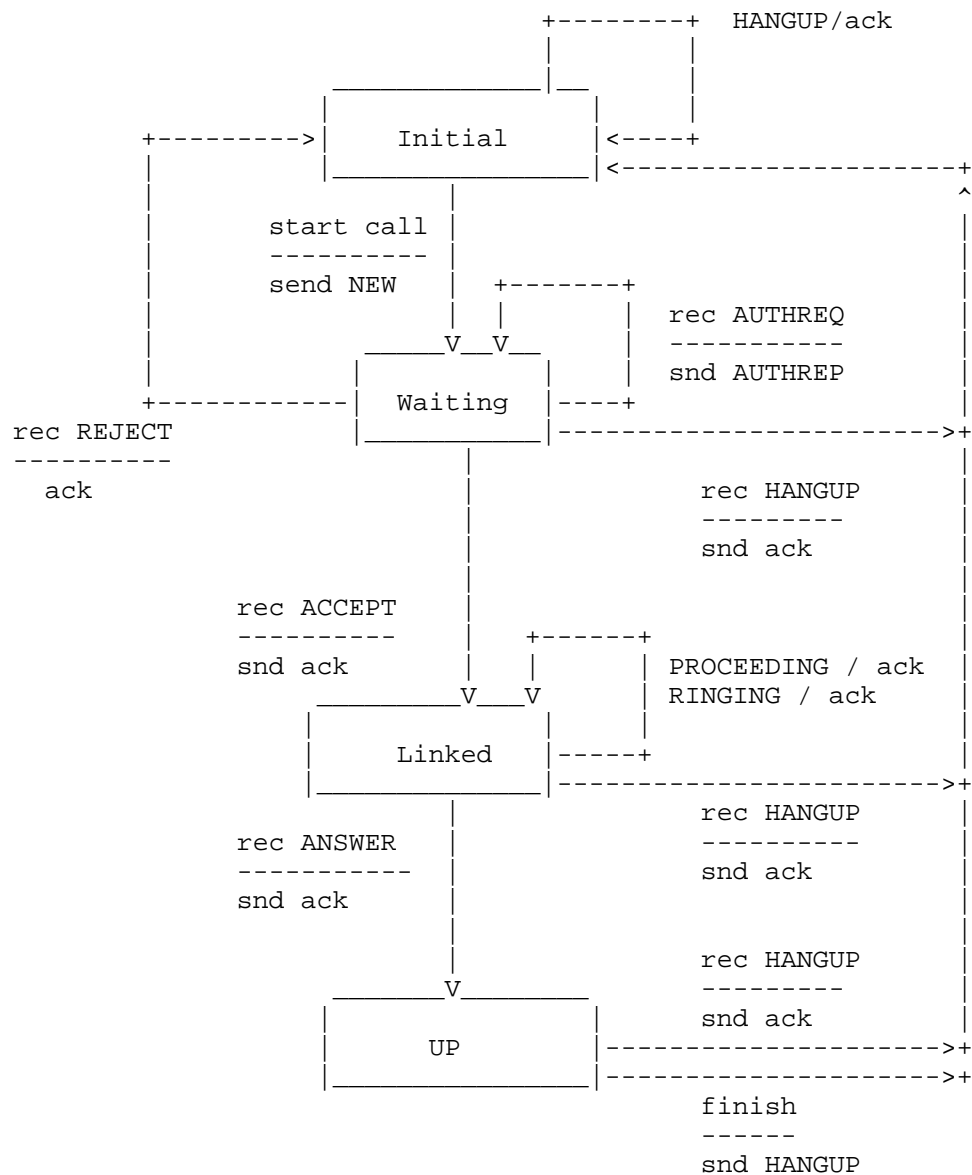 HANGUP/ack
Initial
start call
----------
send NEW
rec AUTHREQ
-----------
snd AUTHREP
Waiting
rec REJECT
----------
ack
rec HANGUP
---------
snd ack
rec ACCEPT
----------
snd ack
PROCEEDING / ack
RINGING / ack
Linked
rec HANGUP
----------
snd ack
rec ANSWER
-----------
snd ack
rec HANGUP
---------
snd ack
UP
finish
------
snd HANGUP